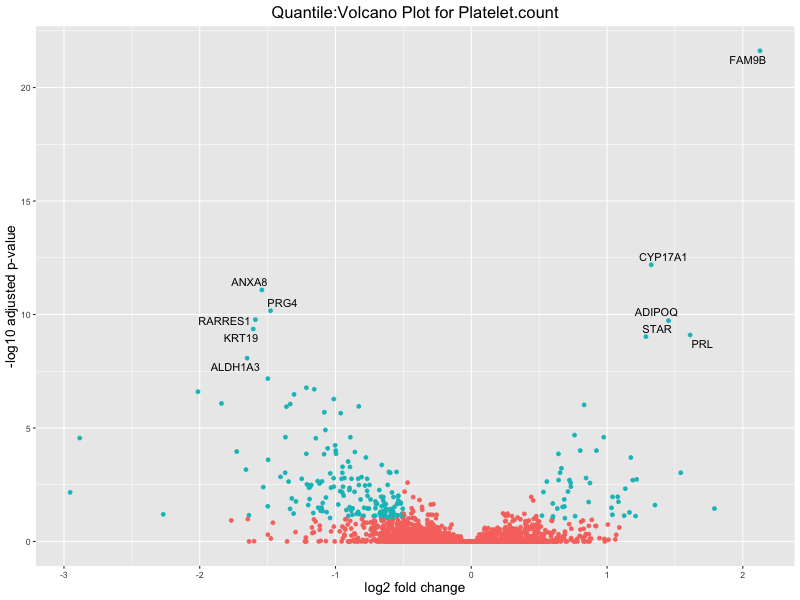 Quantile:Volcano Plot for Platelet.count
FAM9B
20
15
CYP17A1
ANXA8
PRG4
ADIPOQ
RARRES1
STAR
KRT19
PRL
ALDH1A3
10
5
0
-log10 adjusted p-value
-3 -2 -1 0 1 2
log2 fold change